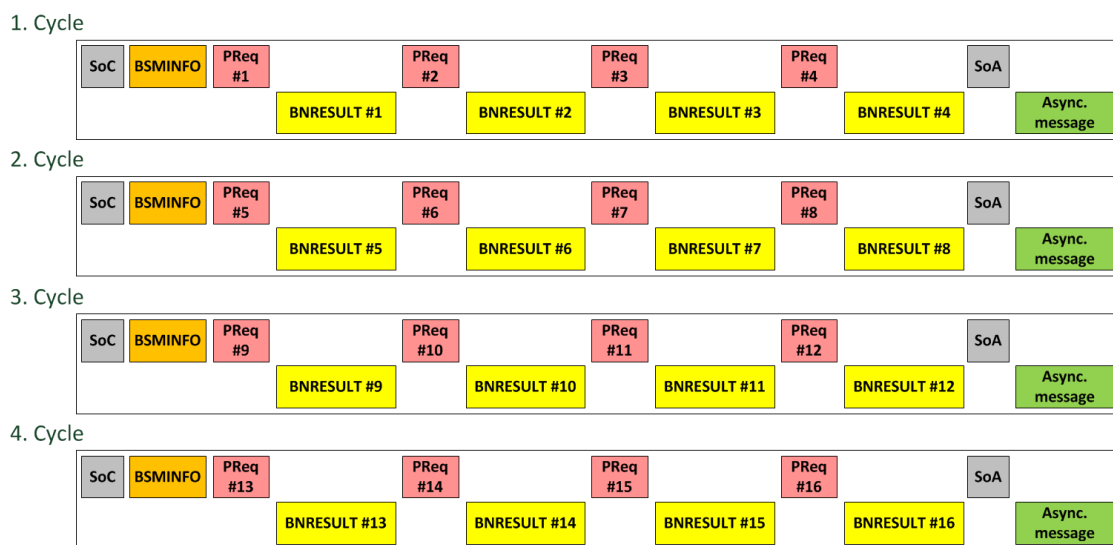 1. Cycle
SoC BSMINFO PReq #1 PReq #2 PReq #3 PReq #4 SoA
BNRESULT #1 BNRESULT #2 BNRESULT #3 BNRESULT #4 Async. message
2. Cycle
SoC BSMINFO PReq #5 PReq #6 PReq #7 PReq #8 SoA
BNRESULT #5 BNRESULT #6 BNRESULT #7 BNRESULT #8 Async. message
3. Cycle
SoC BSMINFO PReq #9 PReq #10 PReq #11 PReq #12 SoA
BNRESULT #9 BNRESULT #10 BNRESULT #11 BNRESULT #12 Async. message
4. Cycle
SoC BSMINFO PReq #13 PReq #14 PReq #15 PReq #16 SoA
BNRESULT #13 BNRESULT #14 BNRESULT #15 BNRESULT #16 Async. message